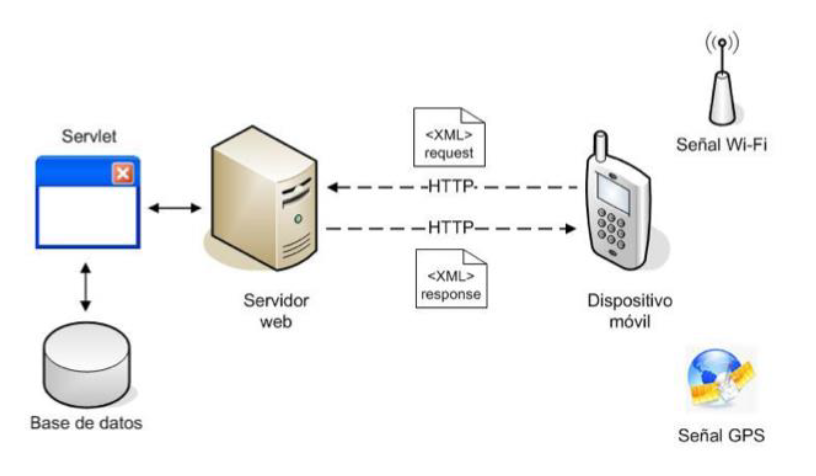 Servlet
<XML>
request
Señal Wi-Fi
HTTP
HTTP
<XML>
response
Servidor
web
Dispositivo
móvil
Base de datos
Señal GPS